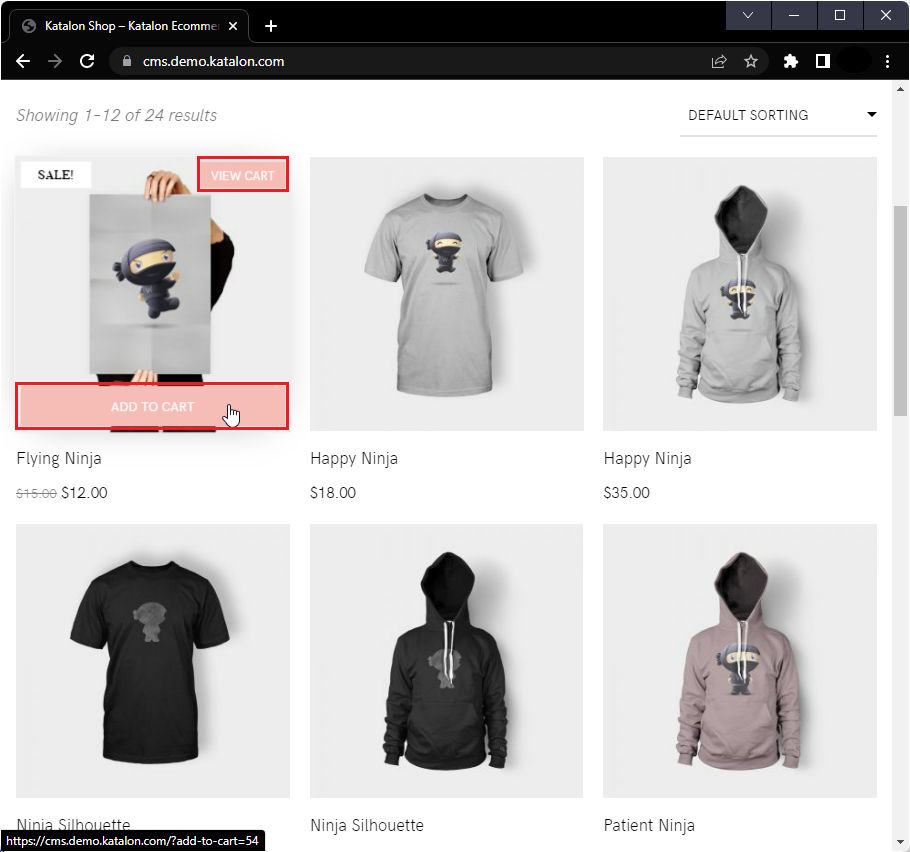 Katalon Shop – Katalon Ecomme
cms.demo.katalon.com
Showing 1–12 of 24 results
DEFAULT SORTING
SALE!
VIEW CART
ADD TO CART
Flying Ninja
Happy Ninja
Happy Ninja
$15.00 $12.00
$18.00
$35.00
Ninja Silhouette
Ninja Silhouette
Patient Ninja
https://cms.demo.katalon.com/?add-to-cart=54